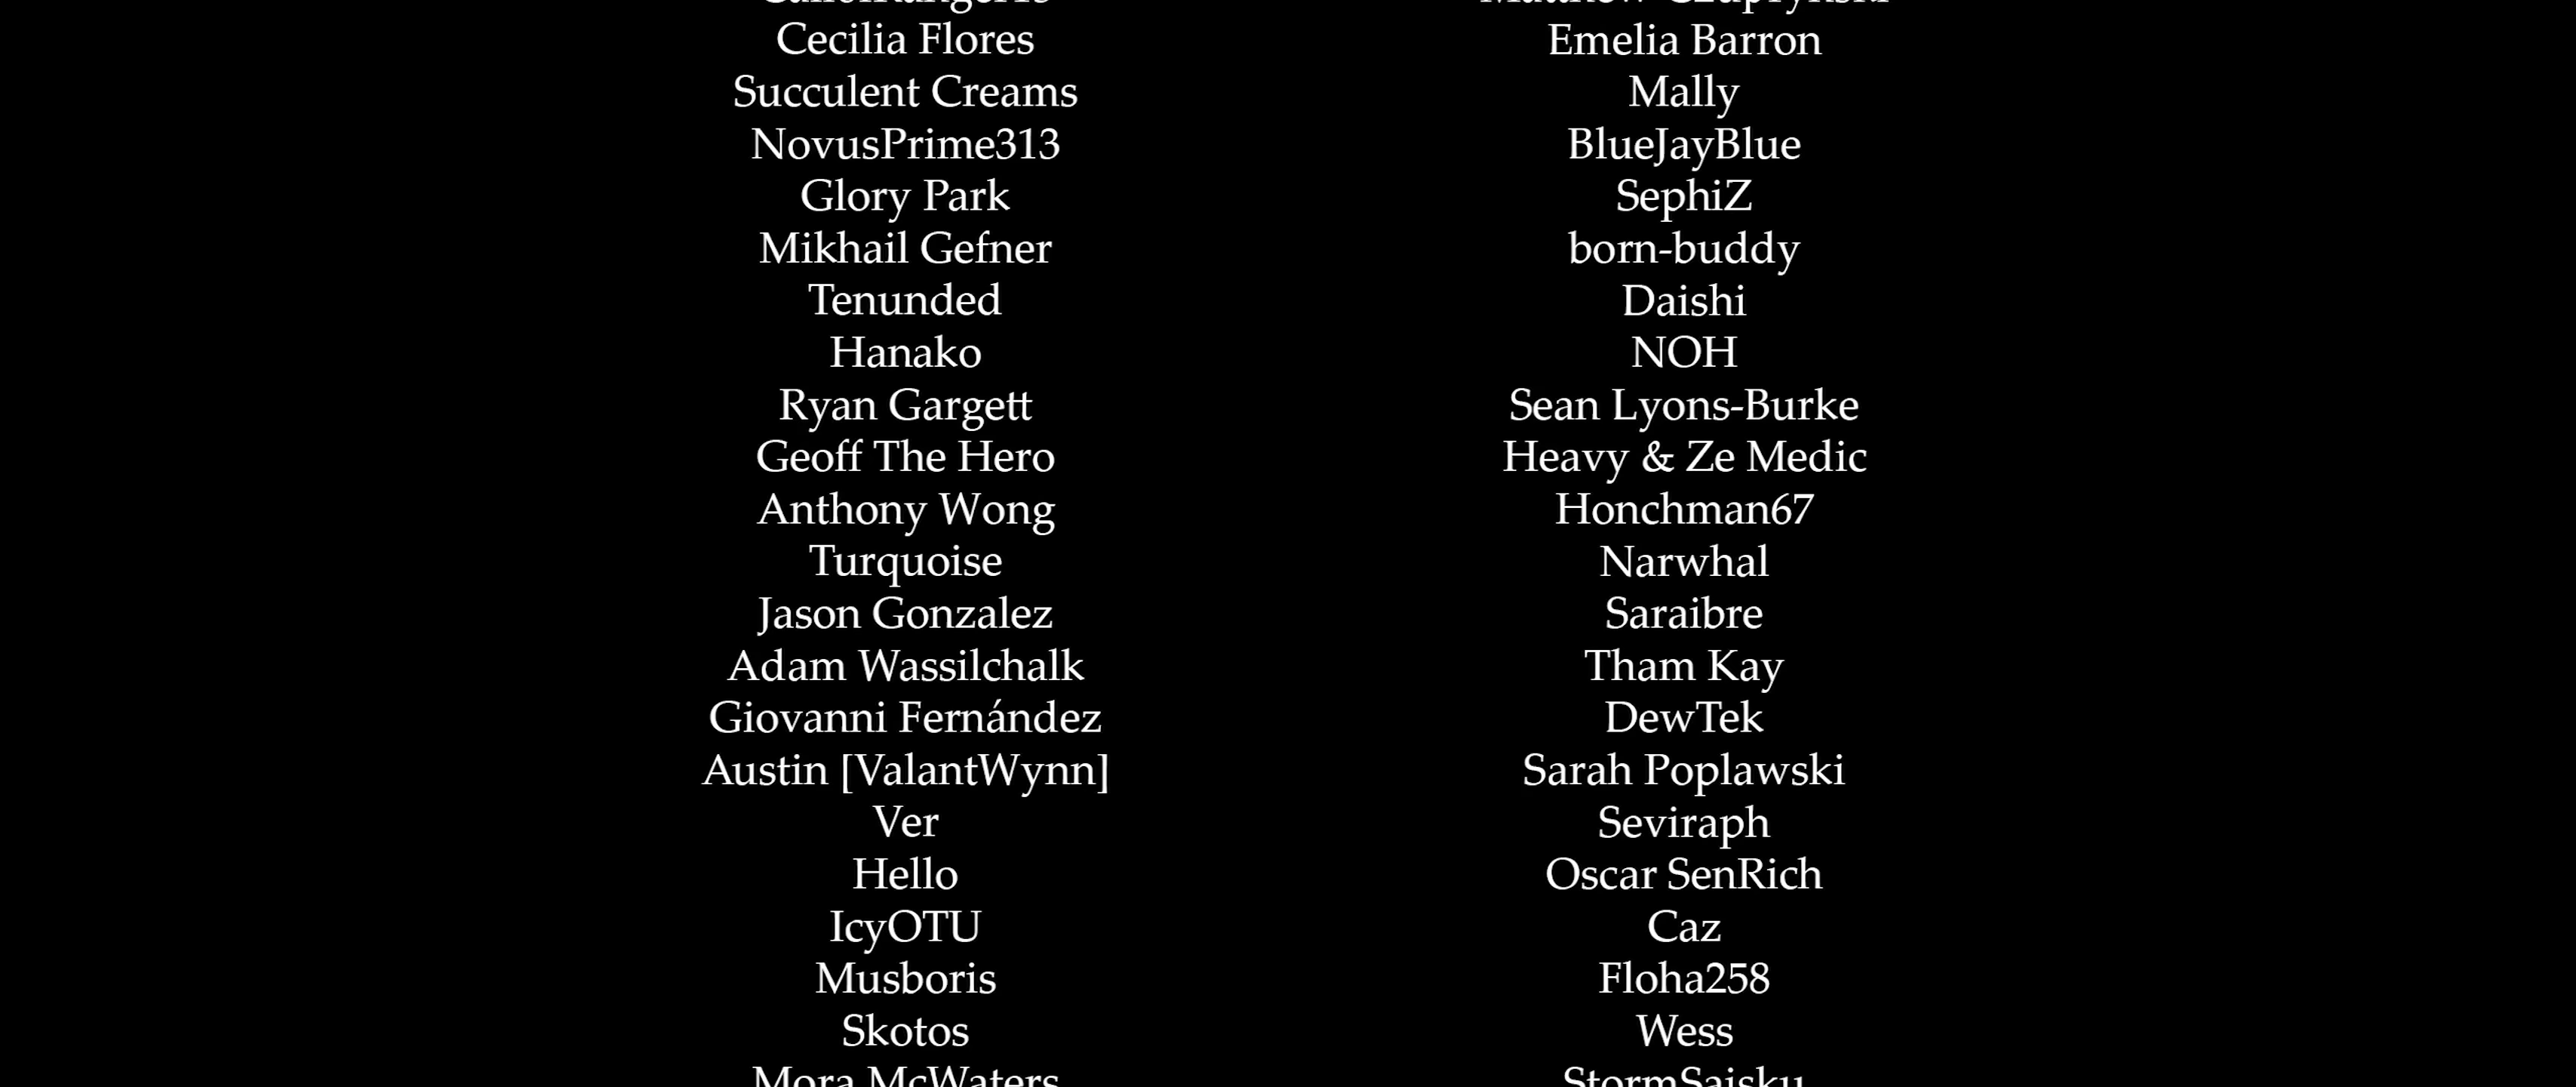 Cecilia Flores
Succulent Creams
NovusPrime313
Glory Park
Mikhail Gefner
Tenunded
Hanako
Ryan Gargett
Geoff The Hero
Anthony Wong
Turquoise
Jason Gonzalez
Adam Wassilchalk
Giovanni Fernández
Austin [ValantWynn]
Ver
Hello
IcyOTU
Musboris
Skotos
Mora McWaters
Emelia Barron
Mally
BlueJayBlue
SephiZ
born-buddy
Daishi
NOH
Sean Lyons-Burke
Heavy & Ze Medic
Honchman67
Narwhal
Saraibre
Tham Kay
DewTek
Sarah Poplawski
Seviraph
Oscar SenRich
Caz
Floha258
Wess
StormSaisku